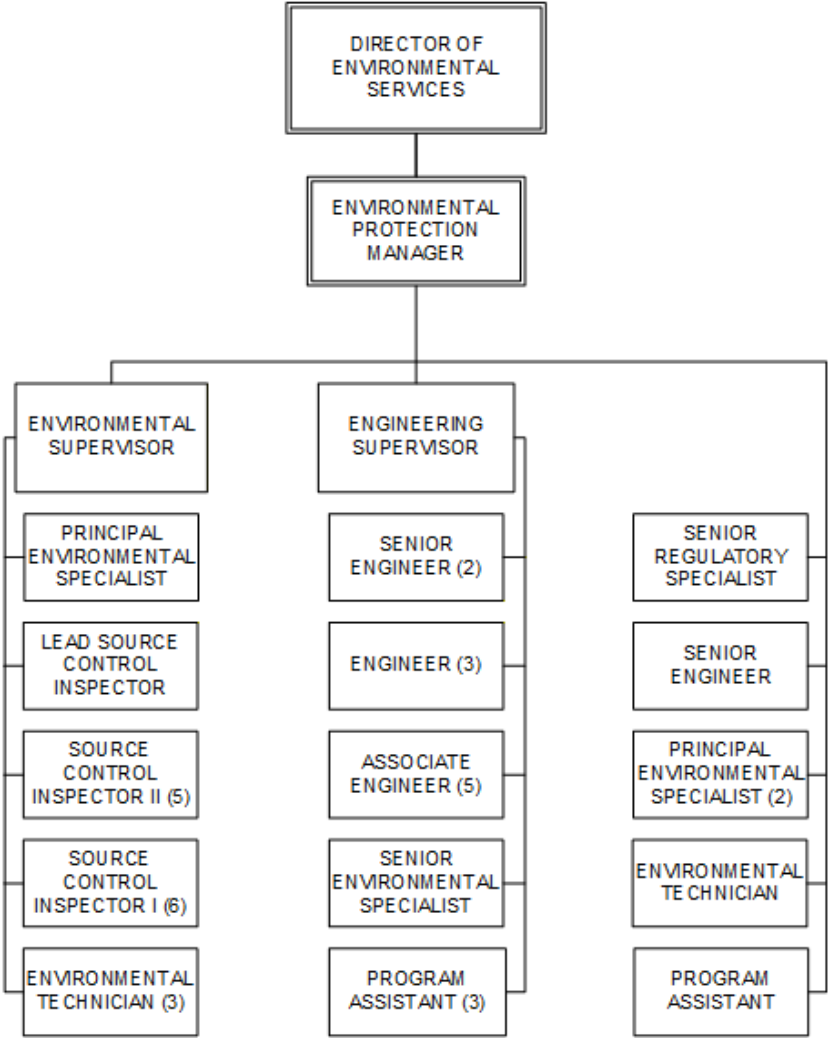 DIRECTOR OF
ENVIRONMENTAL
SERVICES
ENVIRONMENTAL
PROTECTION
MANAGER
ENVIRONMENTAL
SUPERVISOR
PRINCIPAL
ENVIRONMENTAL
SPECIALIST
LEAD SOURCE
CONTROL
INSPECTOR
SOURCE
CONTROL
INSPECTOR II (5)
SOURCE
CONTROL
INSPECTOR I (6)
ENVIRONMENTAL
TECHNICIAN (3)
ENGINEERING
SUPERVISOR
SENIOR
ENGINEER (2)
ENGINEER (3)
ASSOCIATE
ENGINEER (5)
SENIOR
ENVIRONMENTAL
SPECIALIST
PROGRAM
ASSISTANT (3)
SENIOR
REGULATORY
SPECIALIST
SENIOR
ENGINEER
PRINCIPAL
ENVIRONMENTAL
SPECIALIST (2)
ENVIRONMENTAL
TECHNICIAN
PROGRAM
ASSISTANT